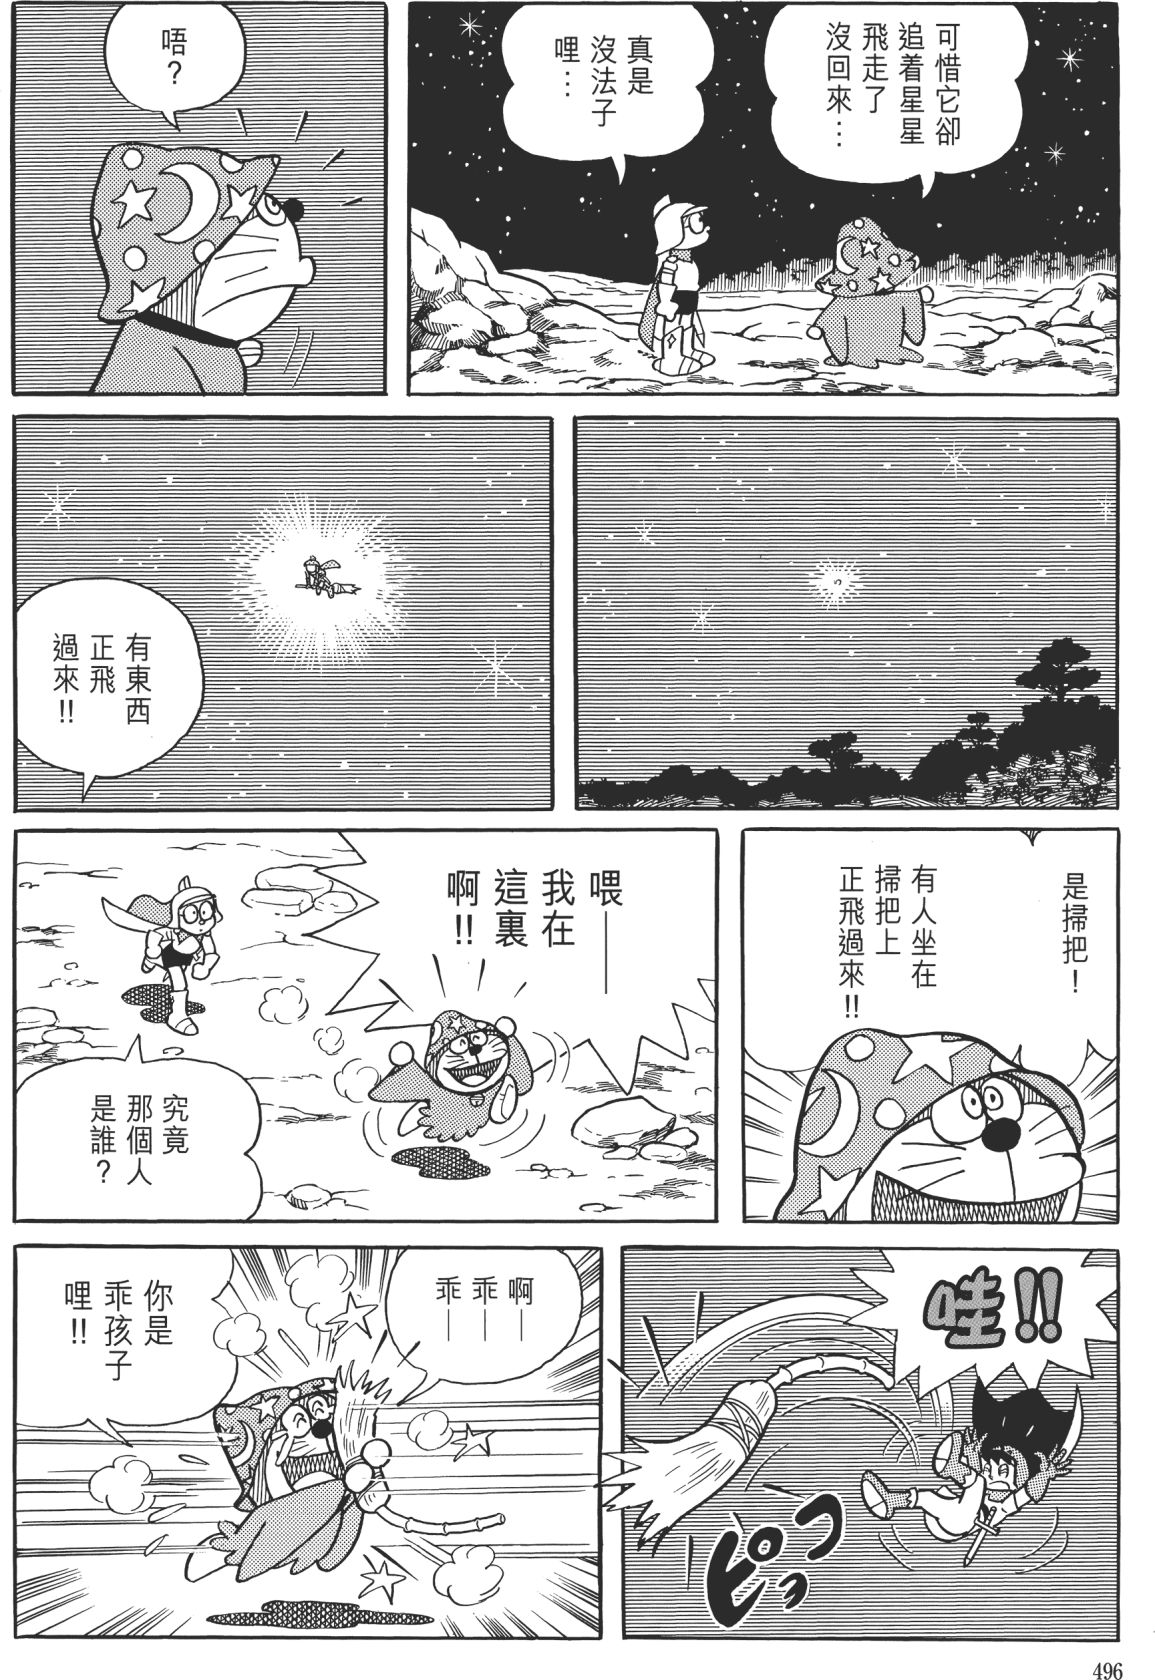 可惜它卻
追着星星
飛走了
沒回來…
真是
沒法子
哩…
唔？
有東西
正飛
過來!!
是掃把！
有人坐在
掃把上
正飛過來!!
喂——
我在
這裏
啊!!
究竟
那個人
是誰？
哇!!
ピョコ
啊——
乖——
乖——
你是
乖孩子
哩!!
496